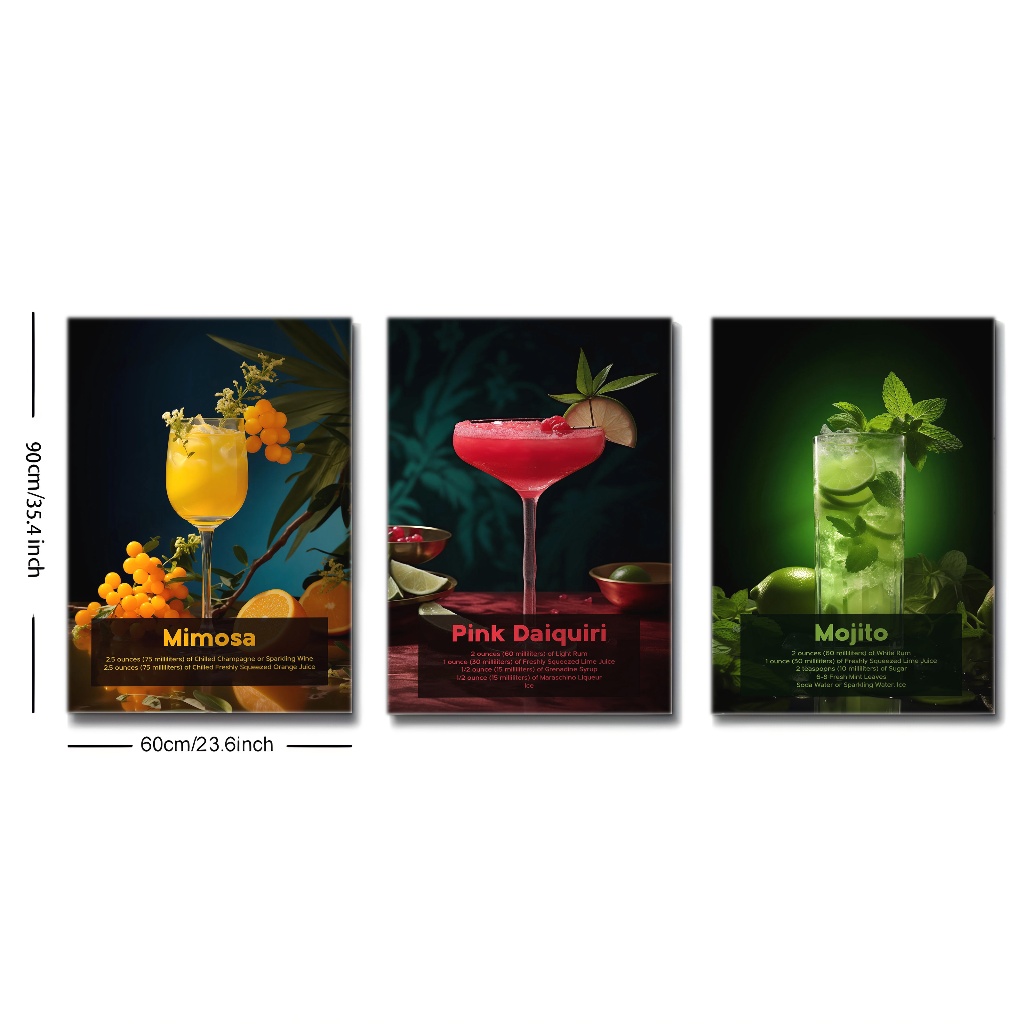 90cm/35.4 inch
Mimosa
2.5 ounces (75 milliliters) of Chilled Champagne or Sparkling Wine
2.5 ounces (75 milliliters) of Chilled Freshly Squeezed Orange Juice
60cm/23.6inch
Pink Daiquiri
2 ounces (60 milliliters) of Light Rum
1 ounce (30 milliliters) of Freshly Squeezed Lime Juice
1/2 ounce (15 milliliters) of Grenadine Syrup
1/2 ounce (15 milliliters) of Maraschino Liqueur
Ice
Mojito
2 ounces (60 milliliters) of White Rum
1 ounce (30 milliliters) of Freshly Squeezed Lime Juice
2 teaspoons (10 milliliters) of Sugar
6-8 Fresh Mint Leaves
Soda Water or Sparkling Water, Ice